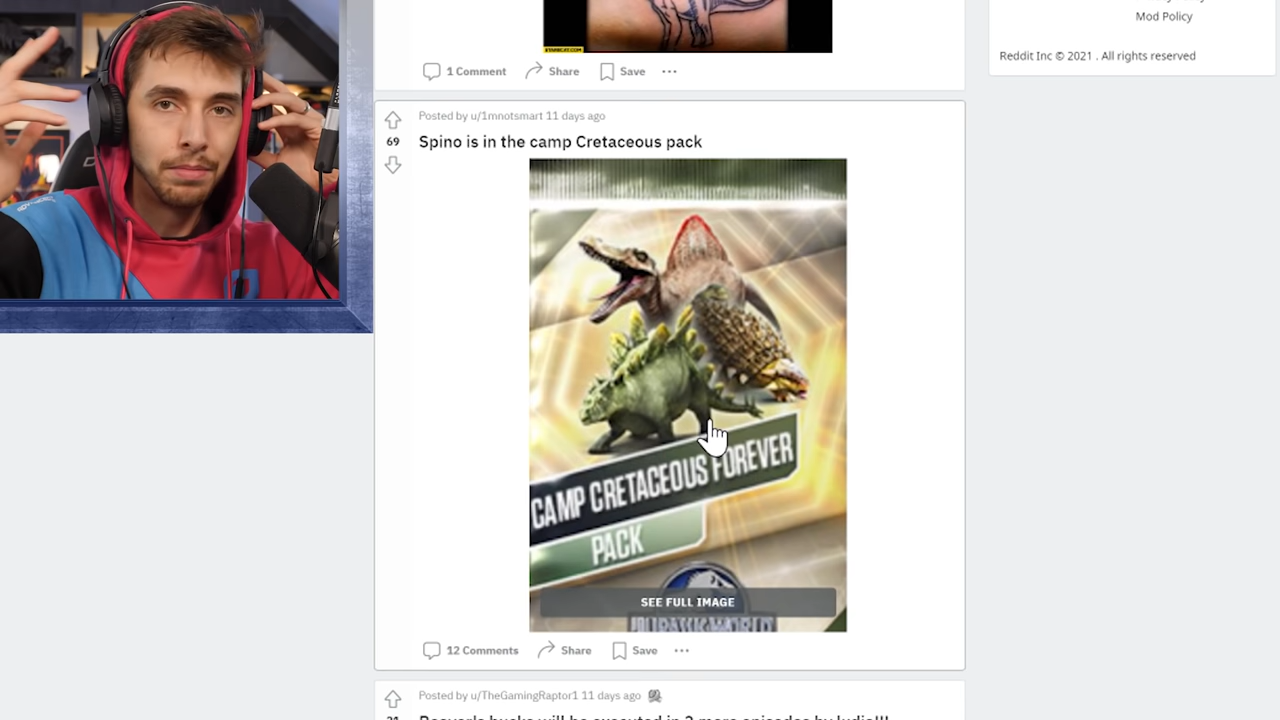 Mod Policy
Reddit Inc © 2021 . All rights reserved
1 Comment
Share
Save
Posted by u/1mnotsmart 11 days ago
69
Spino is in the camp Cretaceous pack
CAMP CRETACEOUS FOREVER
PACK
SEE FULL IMAGE
JURASSIC WORLD
12 Comments
Share
Save
Posted by u/TheGamingRaptor1 11 days ago